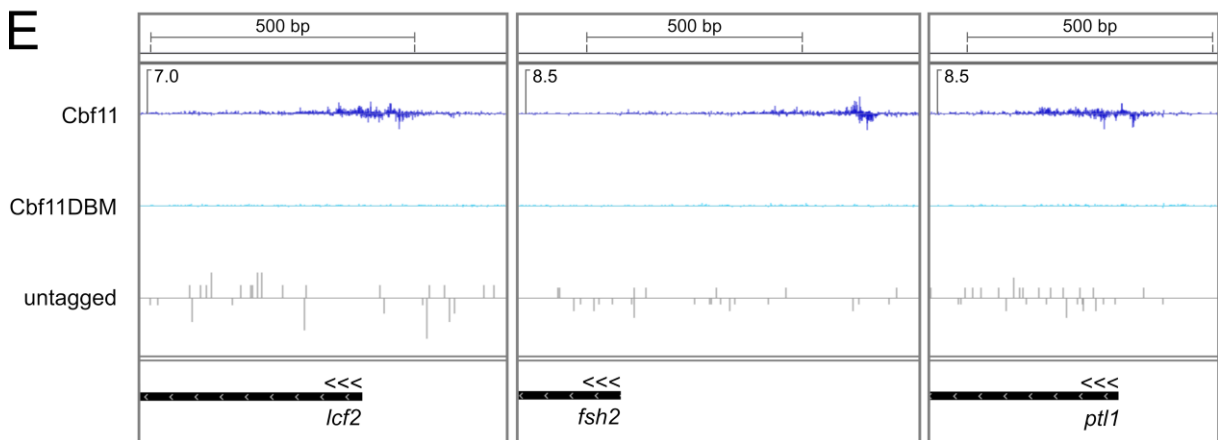 E
500 bp
500 bp
500 bp
7.0
8.5
8.5
Cbf11
Cbf11DBM
untagged
<<<
<<<
<<<
lcf2
fsh2
ptl1